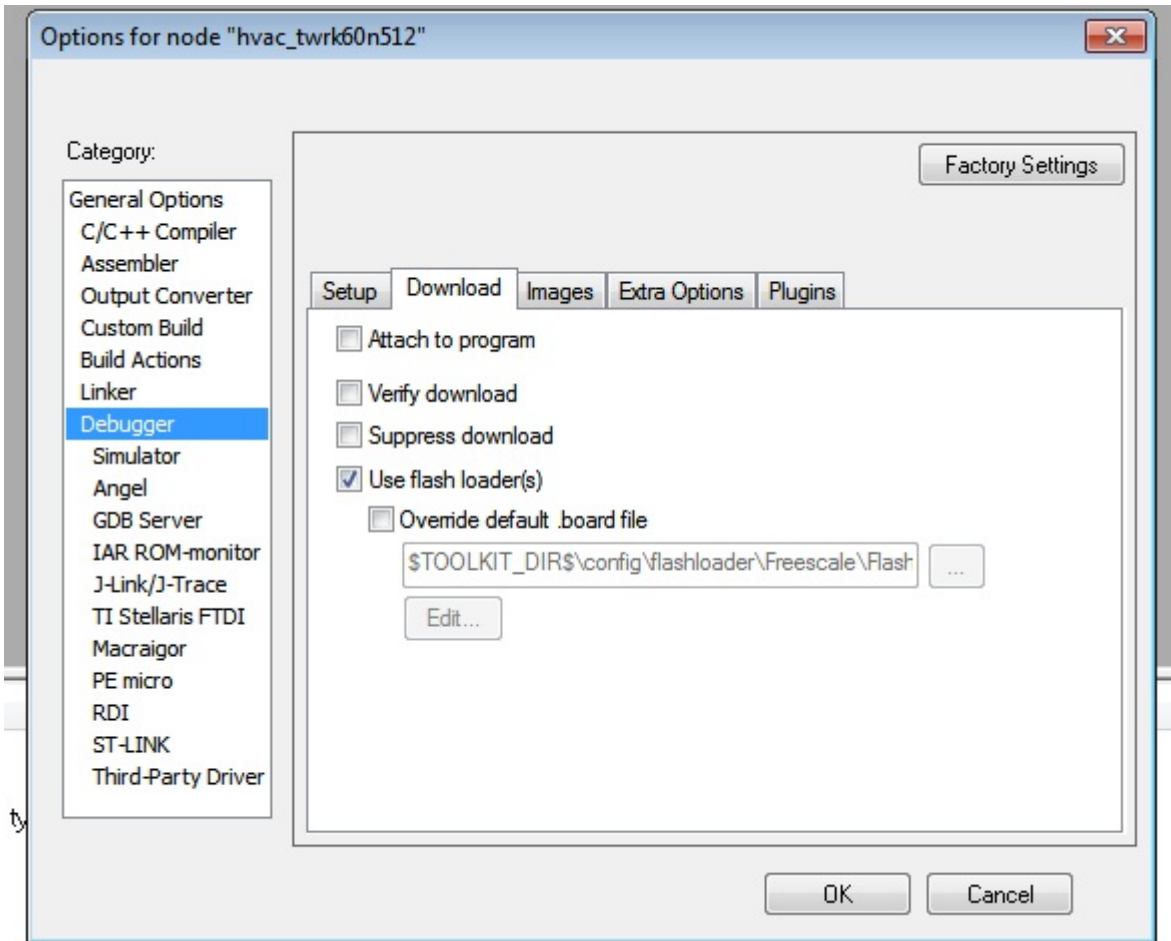 Options for node "hvac_twrk60n512"
Category:
Factory Settings
General Options
C/C++ Compiler
Assembler
Output Converter
Custom Build
Build Actions
Linker
Debugger
Simulator
Angel
GDB Server
IAR ROM-monitor
J-Link/J-Trace
TI Stellaris FTDI
Macraigor
PE micro
RDI
ST-LINK
Third-Party Driver
Setup Download Images Extra Options Plugins
Attach to program
Verify download
Suppress download
Use flash loader(s)
Override default .board file
$TOOLKIT_DIR$\config\flashloader\Freescale\Flash
...
Edit...
ty
OK Cancel